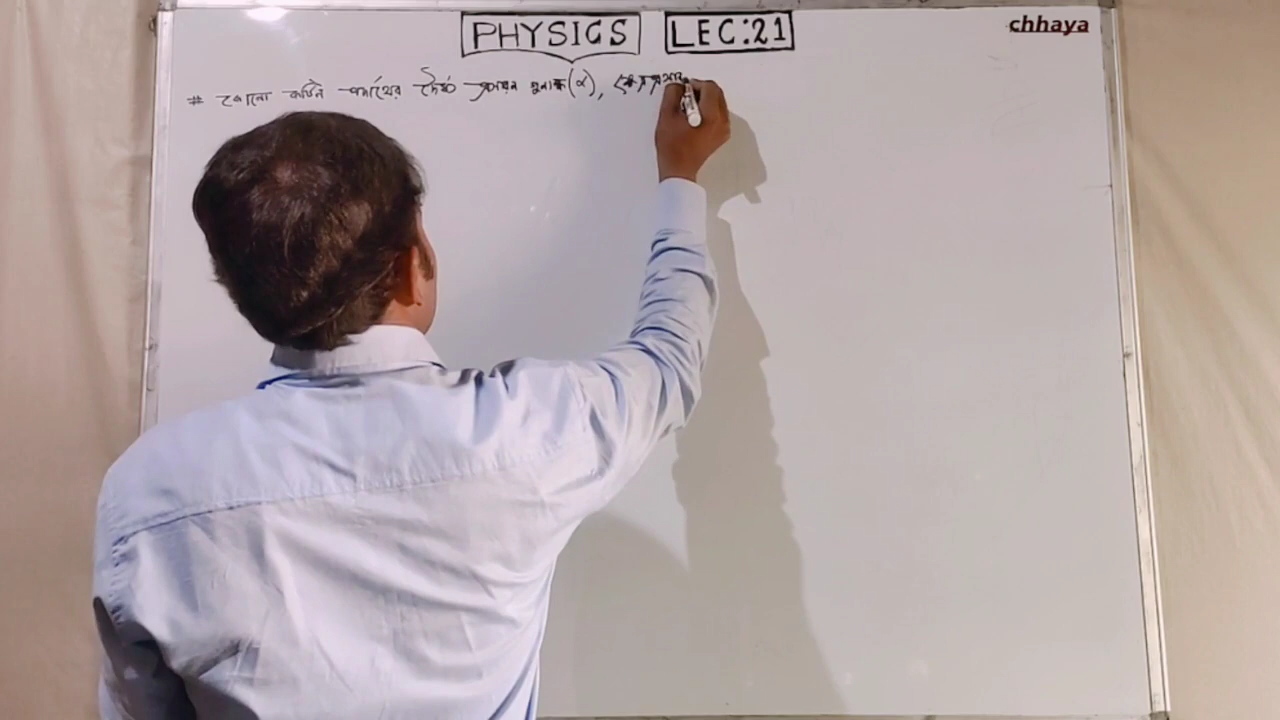 PHYSICS LEC:21
chhaya
# কোনো কঠিন পদার্থের দৈর্ঘ্য প্রসারণ গুণাঙ্ক (α),